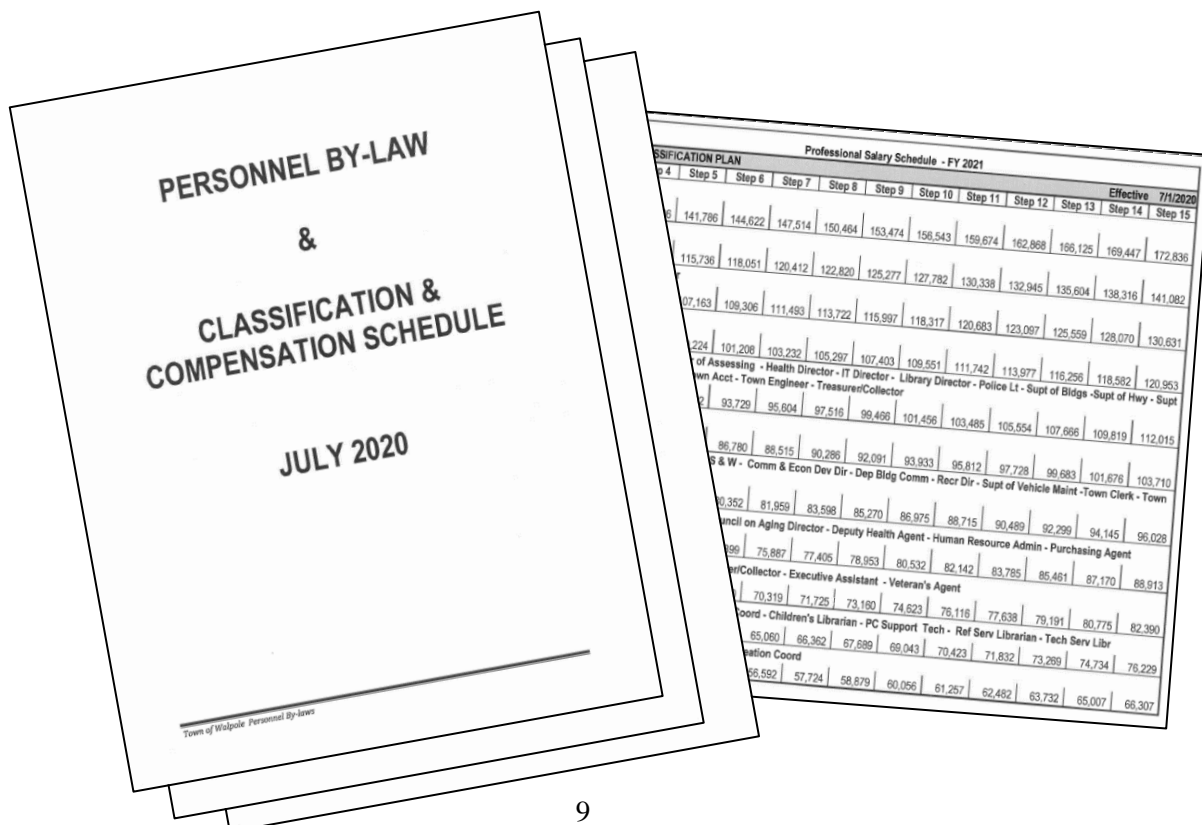 PERSONNEL BY-LAW
&
CLASSIFICATION &
COMPENSATION SCHEDULE
JULY 2020
Town of Walpole Personnel By-laws
Professional Salary Schedule - FY 2021
SSIFICATION PLAN Effective 7/1/2020
p 4 Step 5 Step 6 Step 7 Step 8 Step 9 Step 10 Step 11 Step 12 Step 13 Step 14 Step 15
6 141,786 144,622 147,514 150,464 153,474 156,543 159,674 162,868 166,125 169,447 172,836
115,736 118,051 120,412 122,820 125,277 127,782 130,338 132,945 135,604 138,316 141,082
07,163 109,306 111,493 113,722 115,997 118,317 120,683 123,097 125,559 128,070 130,631
,224 101,208 103,232 105,297 107,403 109,551 111,742 113,977 116,256 118,582 120,953
r of Assessing - Health Director - IT Director - Library Director - Police Lt - Supt of Bldgs -Supt of Hwy - Supt
own Acct - Town Engineer - Treasurer/Collector
2 93,729 95,604 97,516 99,466 101,456 103,485 105,554 107,666 109,819 112,015
86,780 88,515 90,286 92,091 93,933 95,812 97,728 99,683 101,676 103,710
S & W - Comm & Econ Dev Dir - Dep Bldg Comm - Recr Dir - Supt of Vehicle Maint -Town Clerk - Town
80,352 81,959 83,598 85,270 86,975 88,715 90,489 92,299 94,145 96,028
uncil on Aging Director - Deputy Health Agent - Human Resource Admin - Purchasing Agent
399 75,887 77,405 78,953 80,532 82,142 83,785 85,461 87,170 88,913
er/Collector - Executive Assistant - Veteran's Agent
70,319 71,725 73,160 74,623 76,116 77,638 79,191 80,775 82,390
Coord - Children's Librarian - PC Support Tech - Ref Serv Librarian - Tech Serv Libr
65,060 66,362 67,689 69,043 70,423 71,832 73,269 74,734 76,229
eation Coord
56,592 57,724 58,879 60,056 61,257 62,482 63,732 65,007 66,307
9